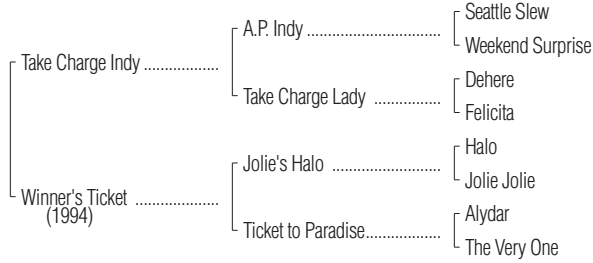 Seattle Slew
A.P. Indy ..............................
Weekend Surprise
Take Charge Indy .................
Dehere
Take Charge Lady ...............
Felicita
Halo
Jolie's Halo ........................
Jolie Jolie
Winner's Ticket ...................
(1994)
Alydar
Ticket to Paradise.................
The Very One